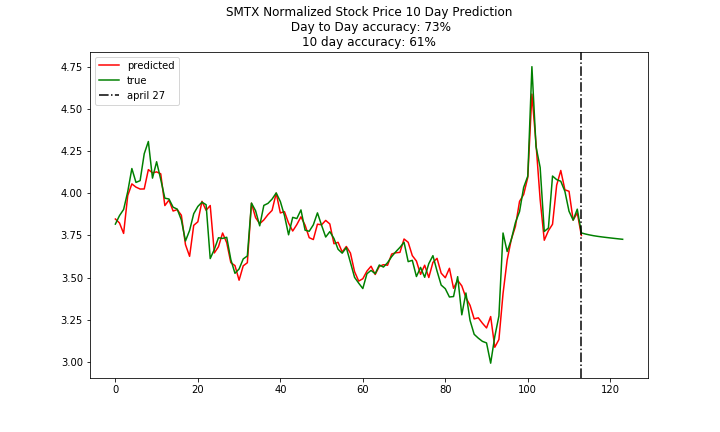 SMTX Normalized Stock Price 10 Day Prediction
Day to Day accuracy: 73%
10 day accuracy: 61%
predicted
true
april 27
4.75
4.50
4.25
4.00
3.75
3.50
3.25
3.00
0 20 40 60 80 100 120